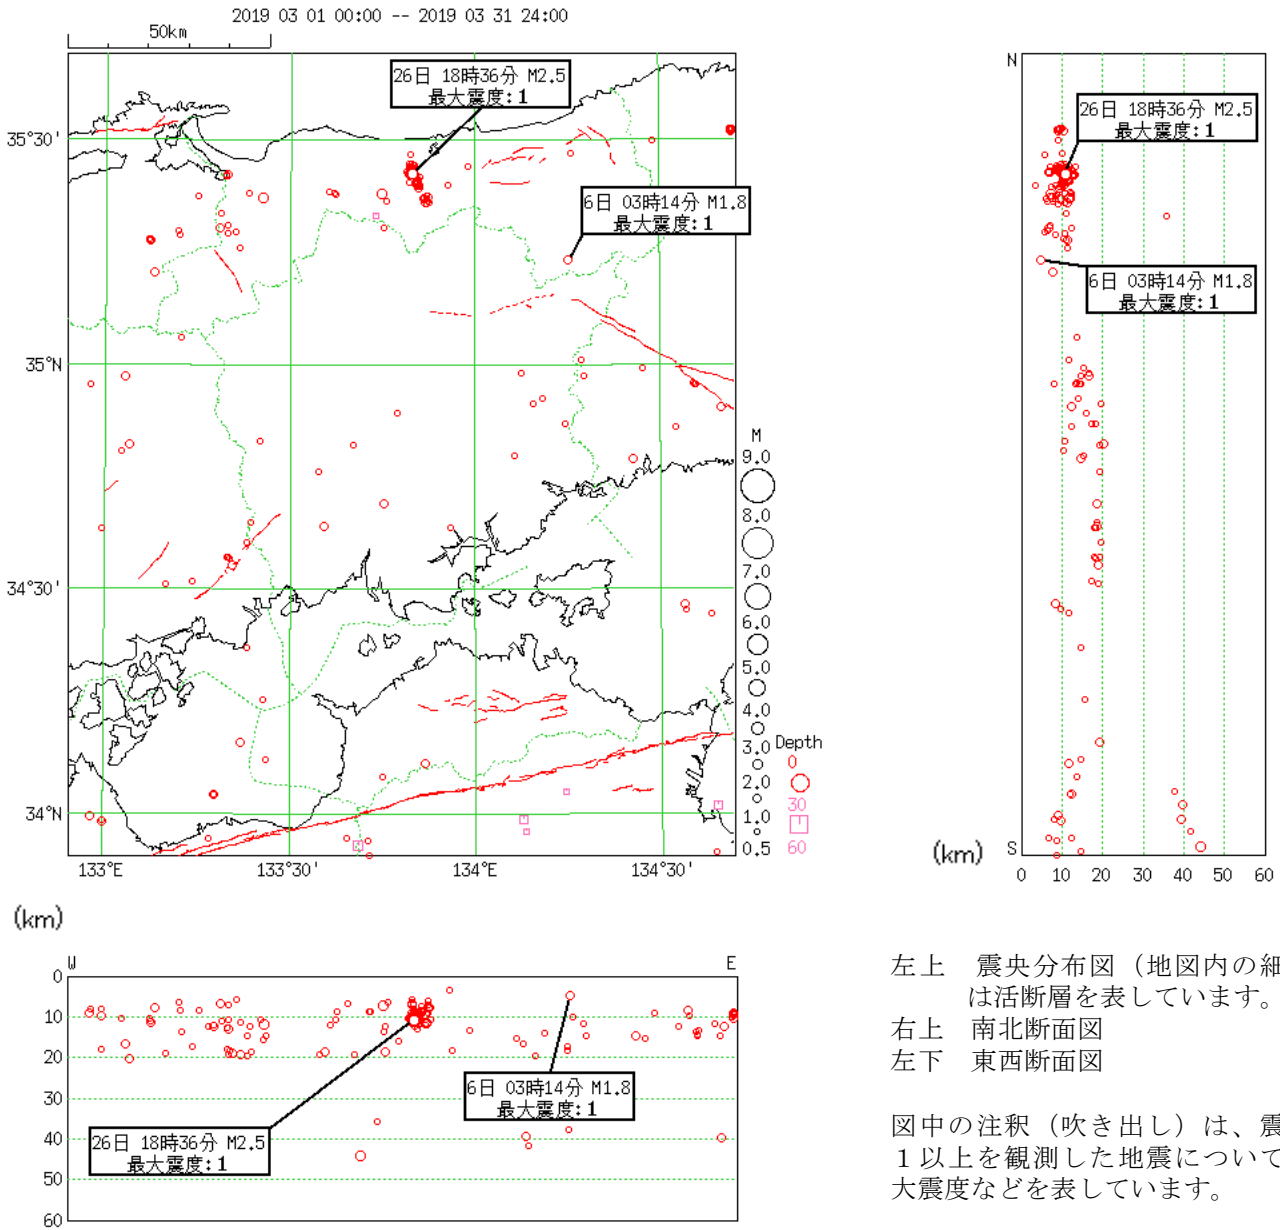 2019 03 01 00:00 -- 2019 03 31 24:00
50km
26日 18時36分 M2.5
最大震度:1
6日 03時14分 M1.8
最大震度:1
35°30'
35°N
34°30'
34°N
133°E
133°30'
134°E
134°30'
M
9.0
8.0
7.0
6.0
5.0
4.0
3.0
2.0
1.0
0.5
Depth
0
30
60
N
26日 18時36分 M2.5
最大震度:1
6日 03時14分 M1.8
最大震度:1
S
(km)
0 10 20 30 40 50 60
(km)
W
E
0
10
20
30
40
50
60
6日 03時14分 M1.8
最大震度:1
26日 18時36分 M2.5
最大震度:1
左上 震央分布図（地図内の細
は活断層を表しています。
右上 南北断面図
左下 東西断面図
図中の注釈（吹き出し）は、震
１以上を観測した地震について
大震度などを表しています。